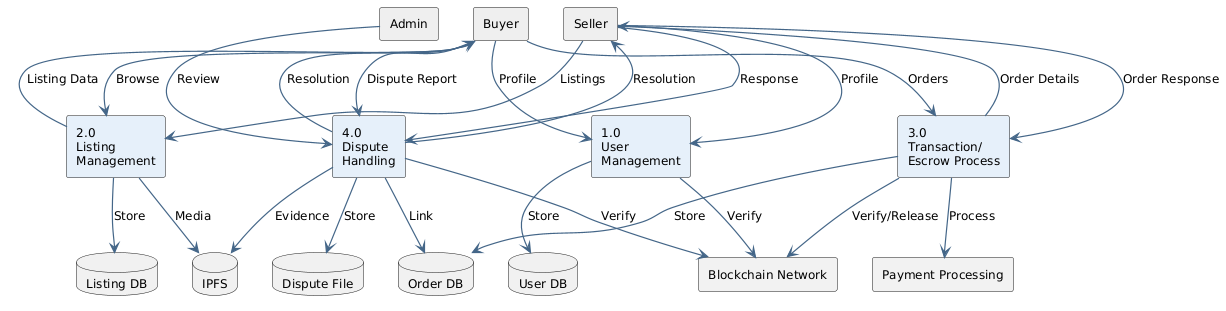 Admin
Buyer
Seller
Listing Data
Browse
Review
Resolution
Dispute Report
Profile
Listings
Resolution
Response
Profile
Orders
Order Details
Order Response
2.0
Listing
Management
4.0
Dispute
Handling
1.0
User
Management
3.0
Transaction/
Escrow Process
Store
Media
Evidence
Store
Link
Store
Verify
Store
Verify
Verify/Release
Process
Listing DB
IPFS
Dispute File
Order DB
User DB
Blockchain Network
Payment Processing